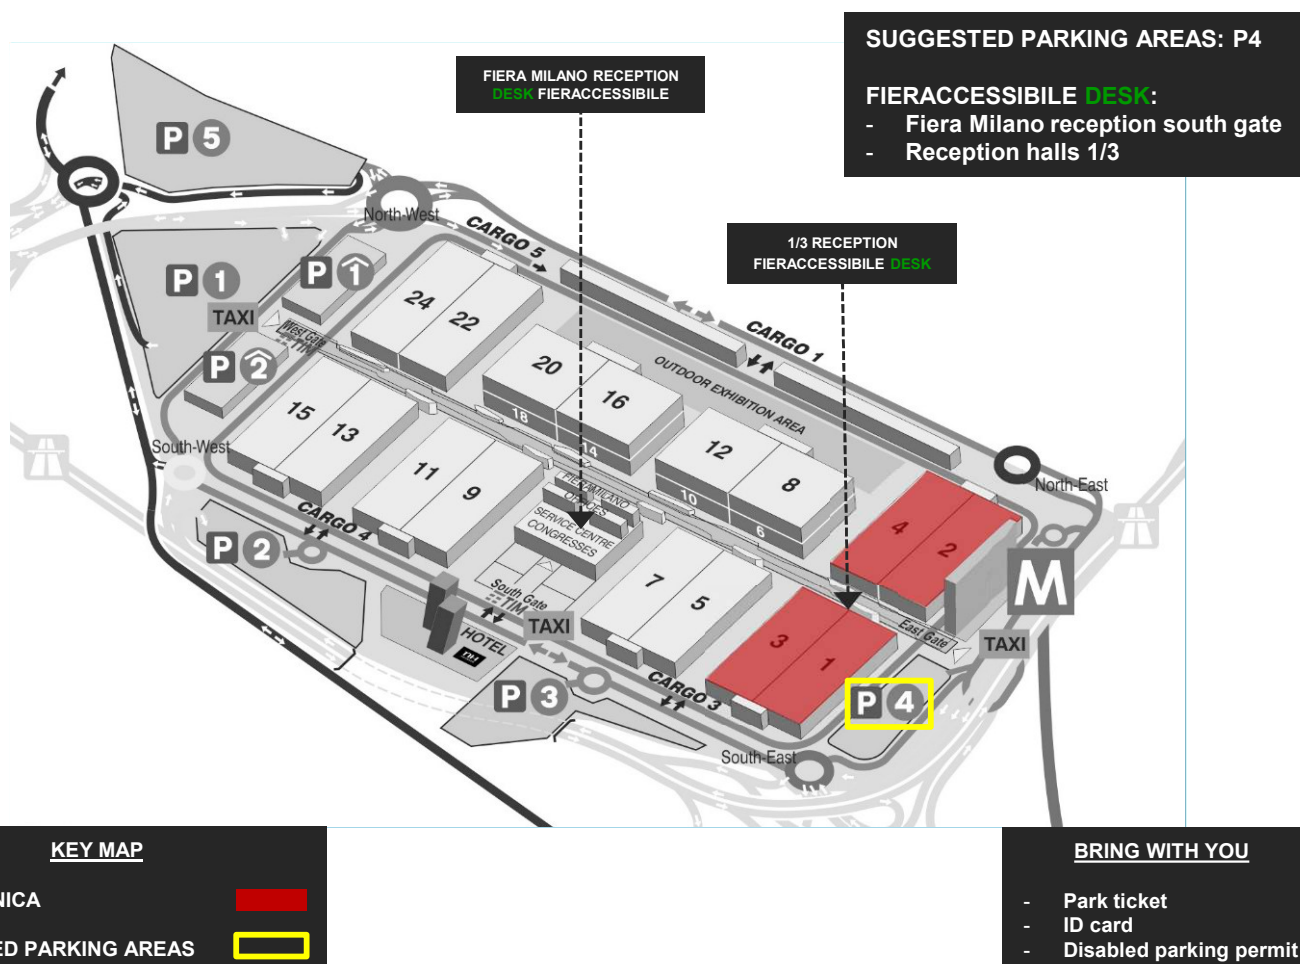 SUGGESTED PARKING AREAS: P4
FIERACCESSIBILE DESK:
- Fiera Milano reception south gate
- Reception halls 1/3
FIERA MILANO RECEPTION
DESK FIERACCESSIBILE
1/3 RECEPTION
FIERACCESSIBILE DESK
P 5
North-West
CARGO 5
P 1
P 1
TAXI
West Gate
TIM
P 2
24
22
CARGO 1
20
16
18
14
OUTDOOR EXHIBITION AREA
12
8
10
6
15
13
South-West
11
9
FIERAMILANO
OFFICES
SERVICE CENTRE
CONGRESSES
North-East
4
2
M
P 2
CARGO 4
7
5
South Gate
TIM
TAXI
HOTEL
nH
East Gate
TAXI
3
1
P 3
CARGO 3
P 4
South-East
KEY MAP
NICA
ED PARKING AREAS
BRING WITH YOU
- Park ticket
- ID card
- Disabled parking permit